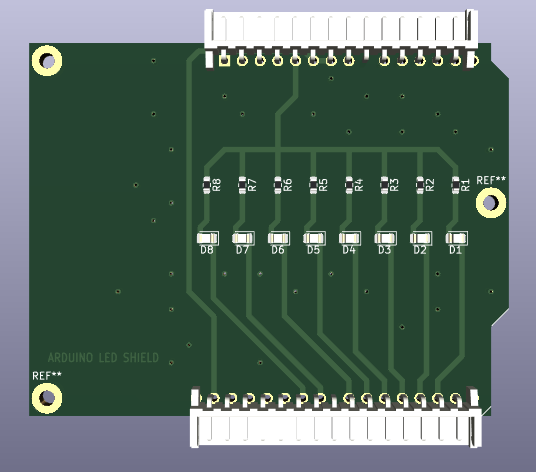 R8 R7 R6 R5 R4 R3 R2 R1
REF**
D8 D7 D6 D5 D4 D3 D2 D1
ARDUINO LED SHIELD
REF**